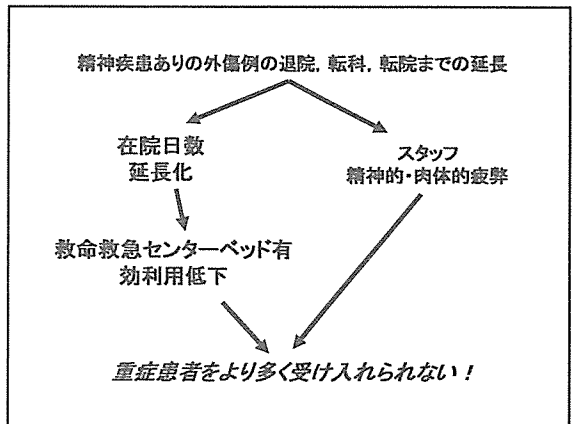 精神疾患ありの外傷例の退院，転科，転院までの延長
在院日数
延長化
スタッフ
精神的・肉体的疲弊
救命救急センターベッド有
効利用低下
重症患者をより多く受け入れられない！